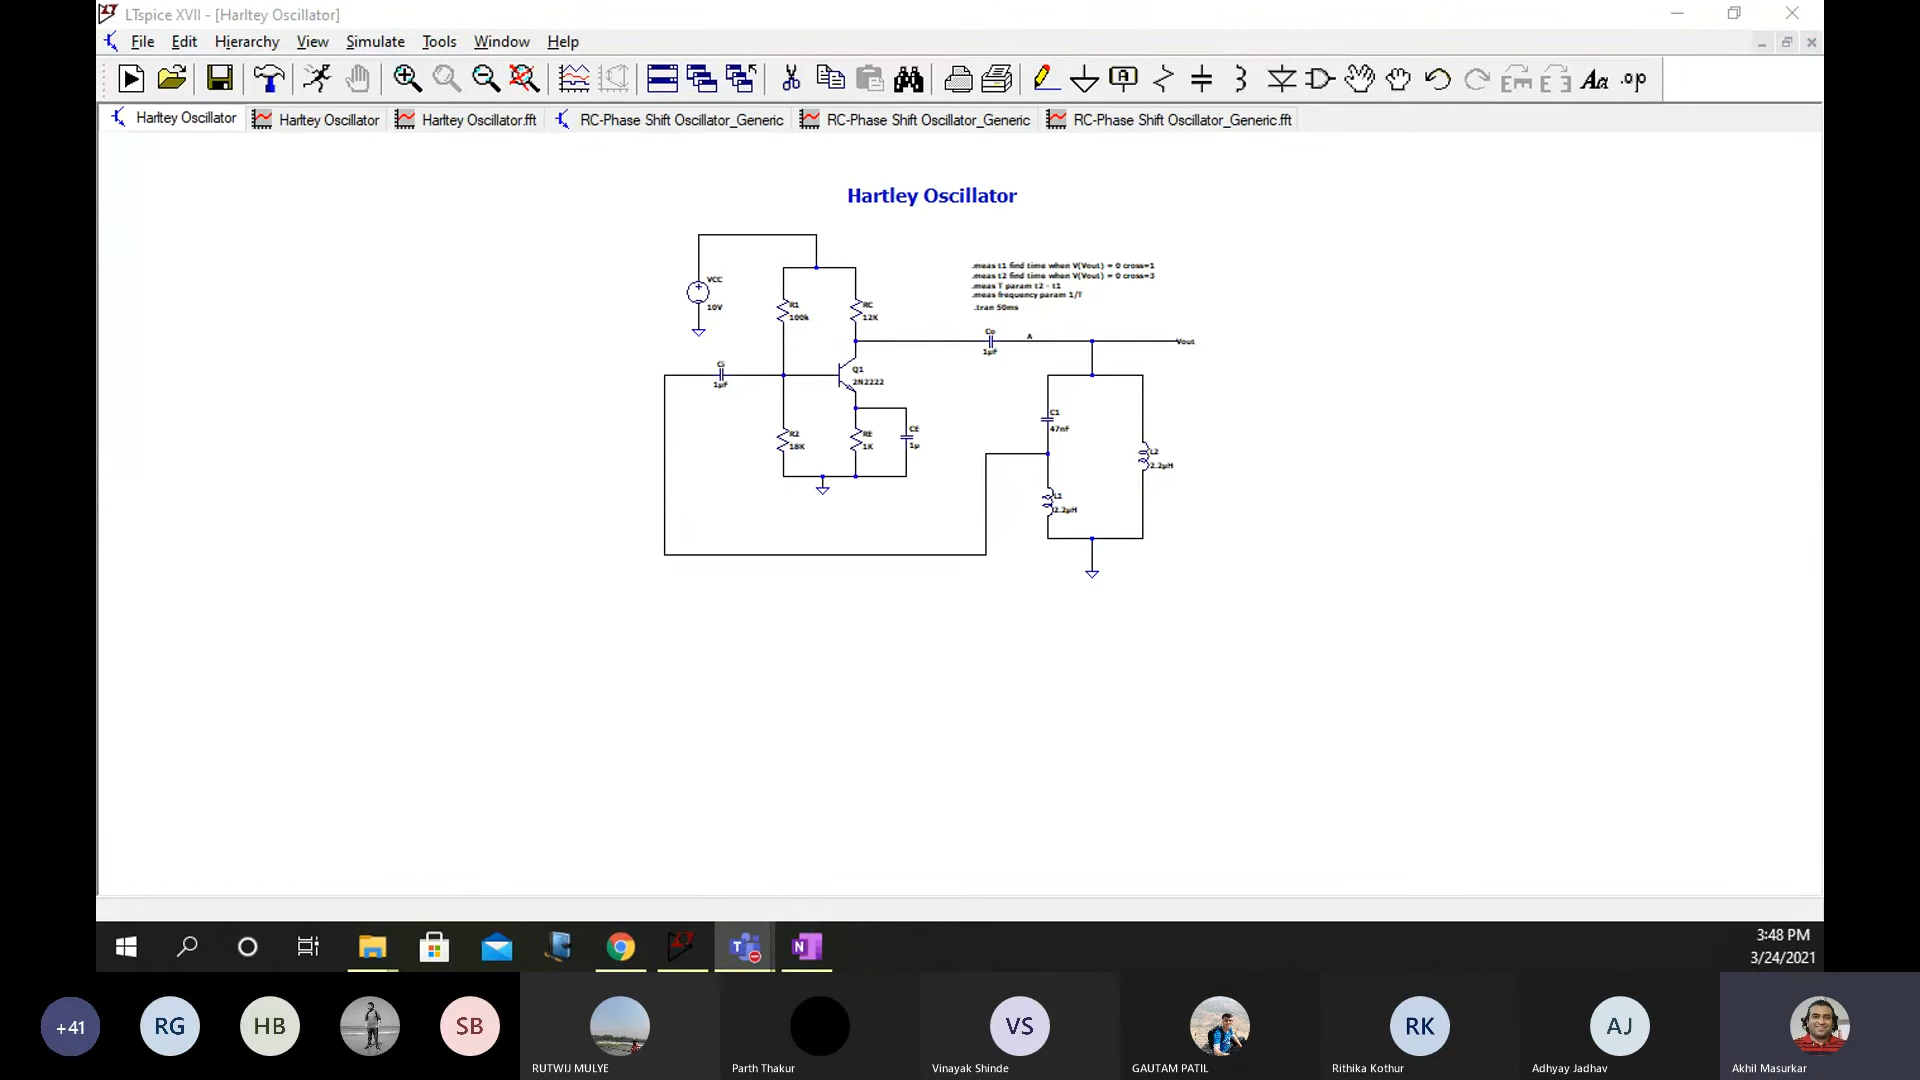 LTspice XVII - [Harltey Oscillator]
File Edit Hierarchy View Simulate Tools Window Help
A Aa .op
Harltey Oscillator Harltey Oscillator Harltey Oscillator.fft RC-Phase Shift Oscillator_Generic RC-Phase Shift Oscillator_Generic RC-Phase Shift Oscillator_Generic.fft
Hartley Oscillator
.meas t1 find time when V(Vout) = 0 cross=1
.meas t2 find time when V(Vout) = 0 cross=3
.meas T param t2 - t1
.meas frequency param 1/T
.tran 50ms
VCC
10V
R1
100k
RC
12K
Co
1µF
A
Vout
Ci
1µF
Q1
2N2222
C1
47nF
R2
18K
RE
1K
CE
1µ
L2
2.2µH
L1
2.2µH
3:48 PM
3/24/2021
+41 RG HB SB VS RK AJ
RUTWIJ MULYE Parth Thakur Vinayak Shinde GAUTAM PATIL Rithika Kothur Adhyay Jadhav Akhil Masurkar